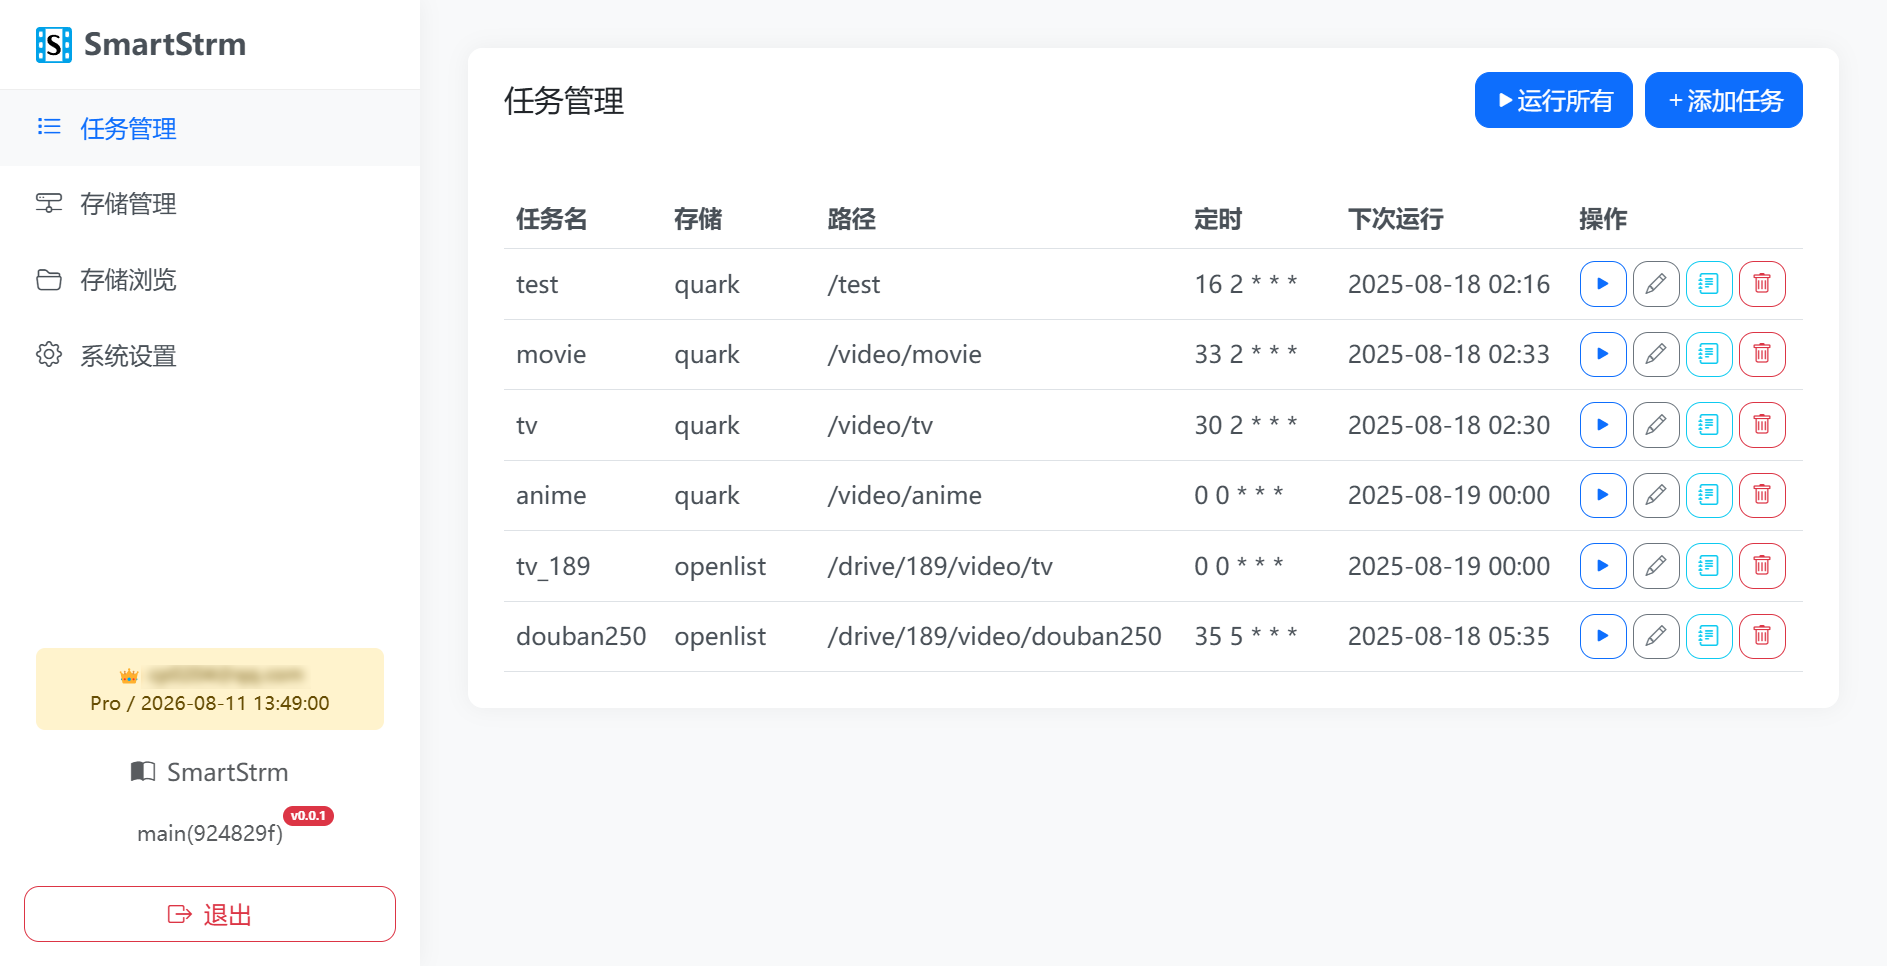 SmartStrm
任务管理
存储管理
存储浏览
系统设置
Pro / 2026-08-11 13:49:00
SmartStrm
main(924829f) v0.0.1
退出
任务管理 运行所有 +添加任务
任务名 存储 路径 定时 下次运行 操作
test quark /test 16 2 * * * 2025-08-18 02:16
movie quark /video/movie 33 2 * * * 2025-08-18 02:33
tv quark /video/tv 30 2 * * * 2025-08-18 02:30
anime quark /video/anime 0 0 * * * 2025-08-19 00:00
tv_189 openlist /drive/189/video/tv 0 0 * * * 2025-08-19 00:00
douban250 openlist /drive/189/video/douban250 35 5 * * * 2025-08-18 05:35